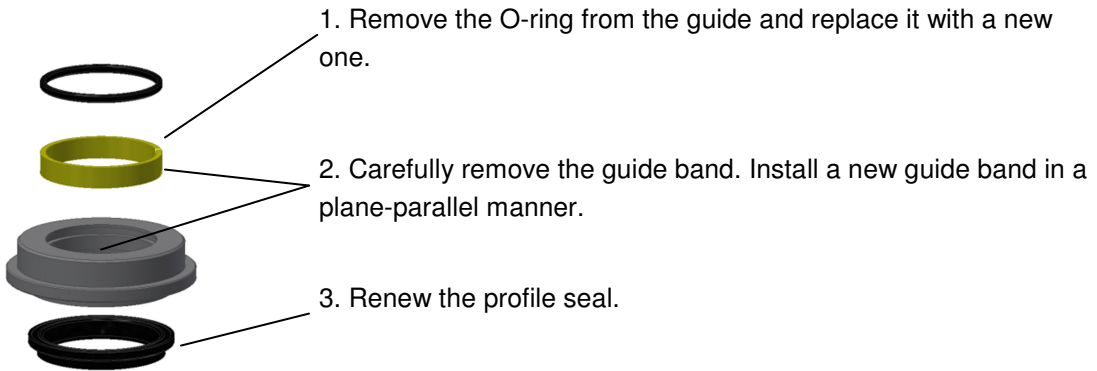 1. Remove the O-ring from the guide and replace it with a new
one.
2. Carefully remove the guide band. Install a new guide band in a
plane-parallel manner.
3. Renew the profile seal.